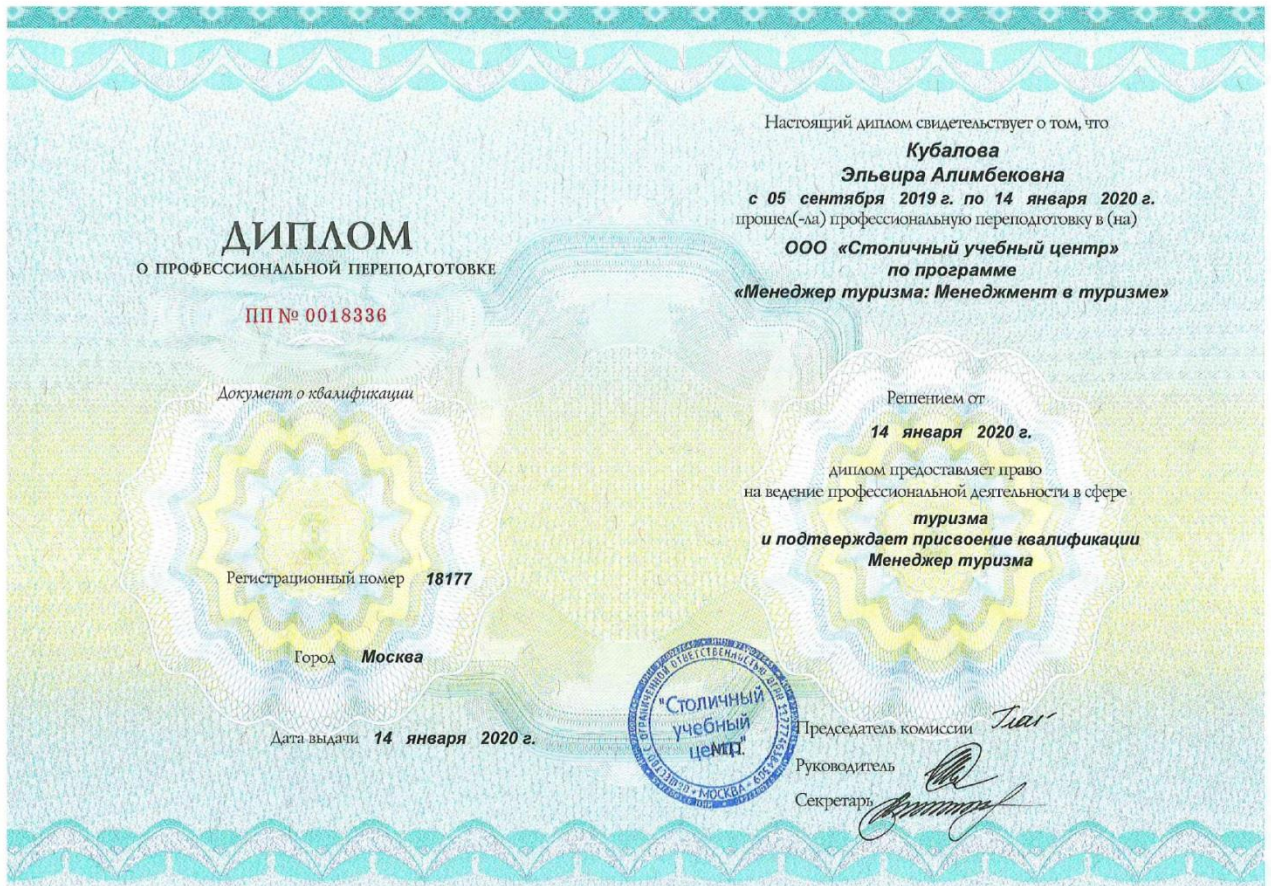 ДИПЛОМ
О ПРОФЕССИОНАЛЬНОЙ ПЕРЕПОДГОТОВКЕ
ПП № 0018336
Документ о квалификации
Регистрационный номер 18177
Город Москва
Дата выдачи 14 января 2020 г.
Настоящий диплом свидетельствует о том, что
Кубалова
Эльвира Алимбековна
с 05 сентября 2019 г. по 14 января 2020 г.
прошел(-ла) профессиональную переподготовку в (на)
ООО «Столичный учебный центр»
по программе
«Менеджер туризма: Менеджмент в туризме»
Решением от
14 января 2020 г.
диплом предоставляет право
на ведение профессиональной деятельности в сфере
туризма
и подтверждает присвоение квалификации
Менеджер туризма
"Столичный
учебный
центр"
М.П.
МОСКВА
Председатель комиссии
Руководитель
Секретарь